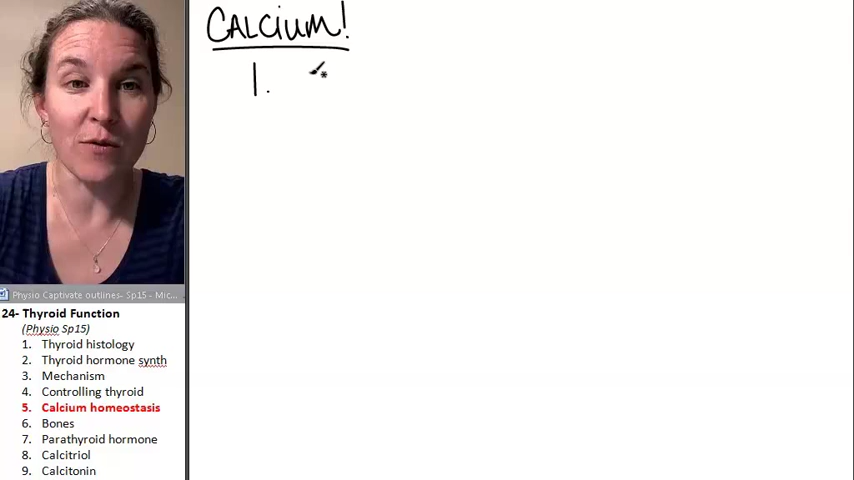 CALCIUM!
1.
Physio Captivate outlines- Sp15 - Mic...
24- Thyroid Function
(Physio Sp15)
1. Thyroid histology
2. Thyroid hormone synth
3. Mechanism
4. Controlling thyroid
5. Calcium homeostasis
6. Bones
7. Parathyroid hormone
8. Calcitriol
9. Calcitonin